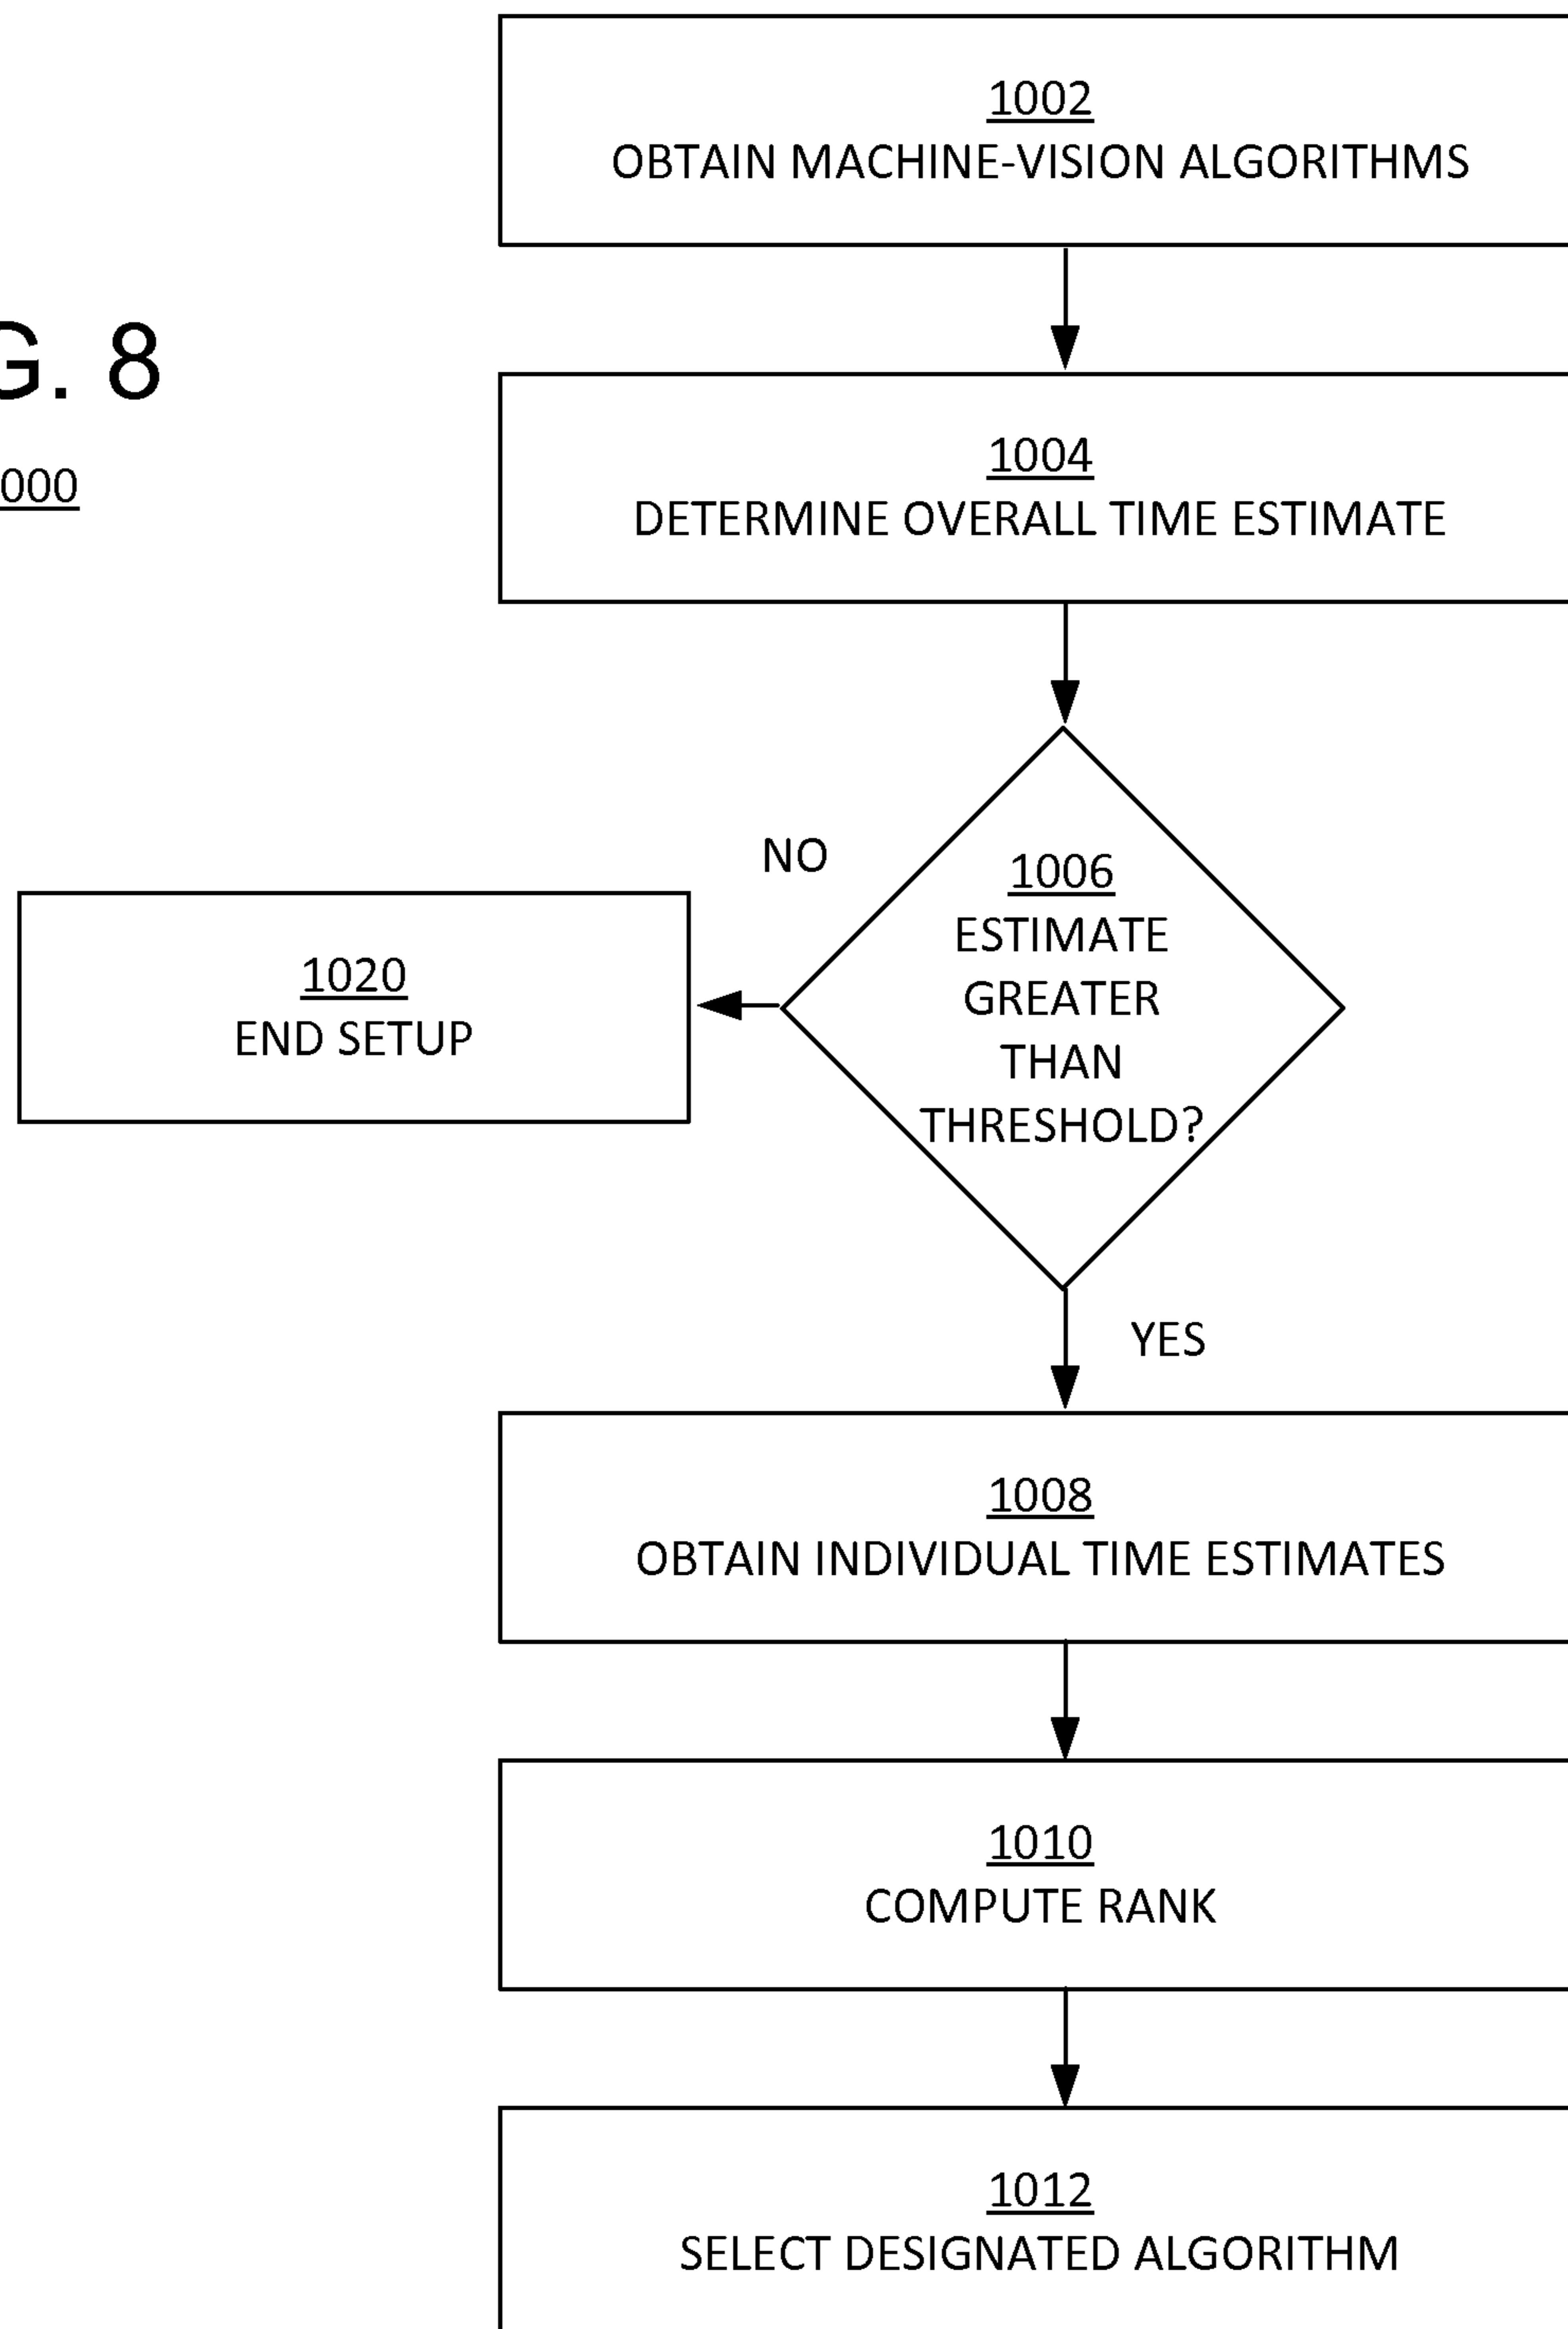 1002
OBTAIN MACHINE-VISION ALGORITHMS
G. 8
000
1004
DETERMINE OVERALL TIME ESTIMATE
NO
1006
ESTIMATE
GREATER
THAN
THRESHOLD?
1020
END SETUP
YES
1008
OBTAIN INDIVIDUAL TIME ESTIMATES
1010
COMPUTE RANK
1012
SELECT DESIGNATED ALGORITHM